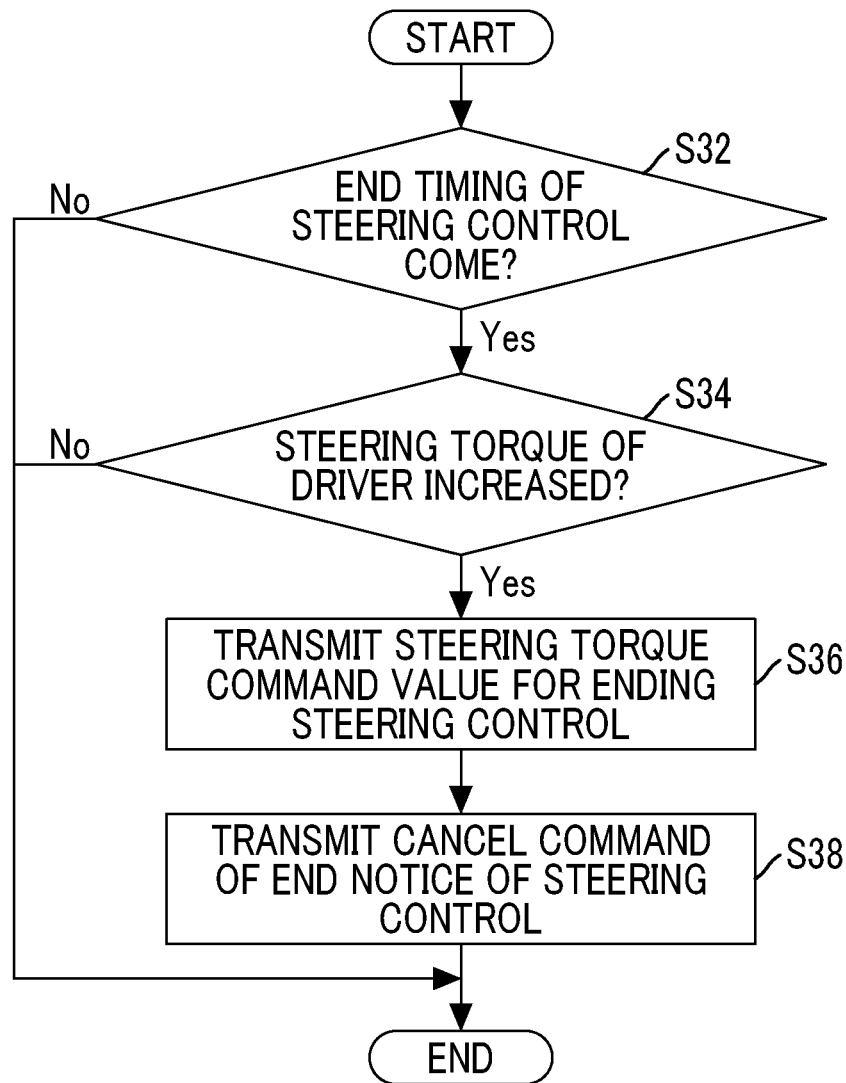 START
S32
END TIMING OF
STEERING CONTROL
COME?
No
Yes
S34
STEERING TORQUE OF
DRIVER INCREASED?
No
Yes
TRANSMIT STEERING TORQUE
COMMAND VALUE FOR ENDING
STEERING CONTROL
S36
TRANSMIT CANCEL COMMAND
OF END NOTICE OF STEERING
CONTROL
S38
END